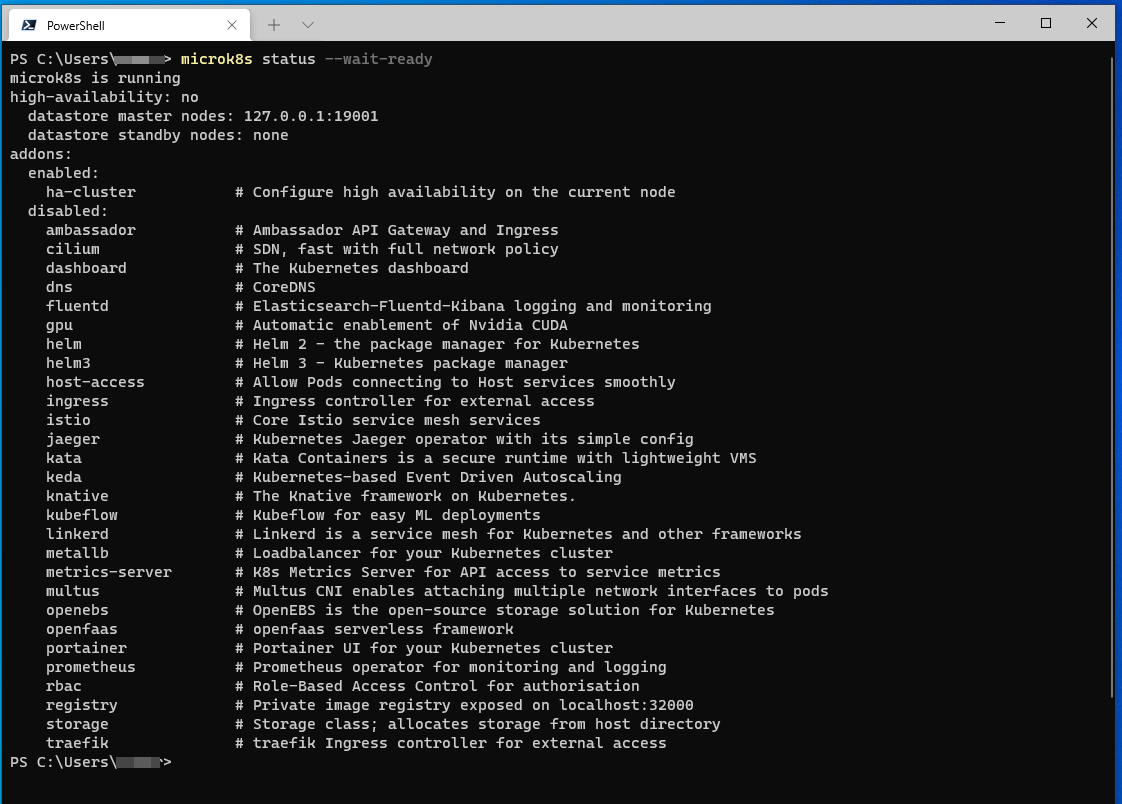 PowerShell
PS C:\Users\> microk8s status --wait-ready
microk8s is running
high-availability: no
  datastore master nodes: 127.0.0.1:19001
  datastore standby nodes: none
addons:
  enabled:
    ha-cluster           # Configure high availability on the current node
  disabled:
    ambassador           # Ambassador API Gateway and Ingress
    cilium               # SDN, fast with full network policy
    dashboard            # The Kubernetes dashboard
    dns                  # CoreDNS
    fluentd              # Elasticsearch-Fluentd-Kibana logging and monitoring
    gpu                  # Automatic enablement of Nvidia CUDA
    helm                 # Helm 2 - the package manager for Kubernetes
    helm3                # Helm 3 - Kubernetes package manager
    host-access          # Allow Pods connecting to Host services smoothly
    ingress              # Ingress controller for external access
    istio                # Core Istio service mesh services
    jaeger               # Kubernetes Jaeger operator with its simple config
    kata                 # Kata Containers is a secure runtime with lightweight VMS
    keda                 # Kubernetes-based Event Driven Autoscaling
    knative              # The Knative framework on Kubernetes.
    kubeflow             # Kubeflow for easy ML deployments
    linkerd              # Linkerd is a service mesh for Kubernetes and other frameworks
    metallb              # Loadbalancer for your Kubernetes cluster
    metrics-server       # K8s Metrics Server for API access to service metrics
    multus               # Multus CNI enables attaching multiple network interfaces to pods
    openebs              # OpenEBS is the open-source storage solution for Kubernetes
    openfaas             # openfaas serverless framework
    portainer            # Portainer UI for your Kubernetes cluster
    prometheus           # Prometheus operator for monitoring and logging
    rbac                 # Role-Based Access Control for authorisation
    registry             # Private image registry exposed on localhost:32000
    storage              # Storage class; allocates storage from host directory
    traefik              # traefik Ingress controller for external access
PS C:\Users\>